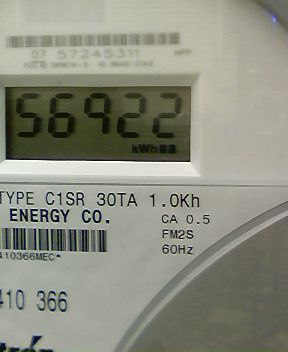 07 57245311
56922
kWh
TYPE C1SR 30TA 1.0Kh
ENERGY CO.
CA 0.5
FM2S
60Hz
410366MEC*
410 366